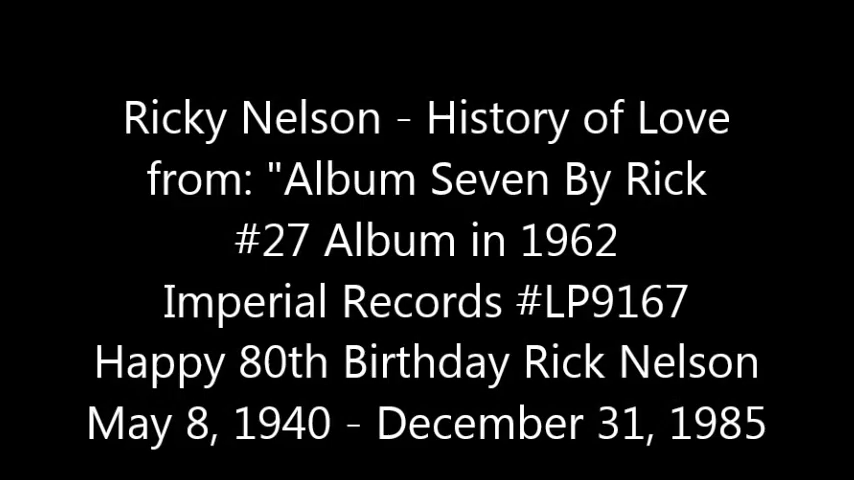 Ricky Nelson - History of Love
from: "Album Seven By Rick
#27 Album in 1962
Imperial Records #LP9167
Happy 80th Birthday Rick Nelson
May 8, 1940 - December 31, 1985